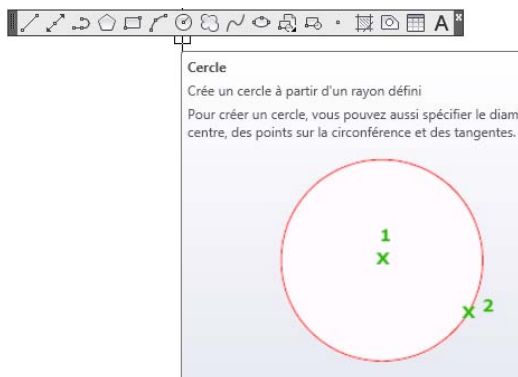 A
Cercle
Crée un cercle à partir d'un rayon défini
Pour créer un cercle, vous pouvez aussi spécifier le diam
centre, des points sur la circonférence et des tangentes.
1
2